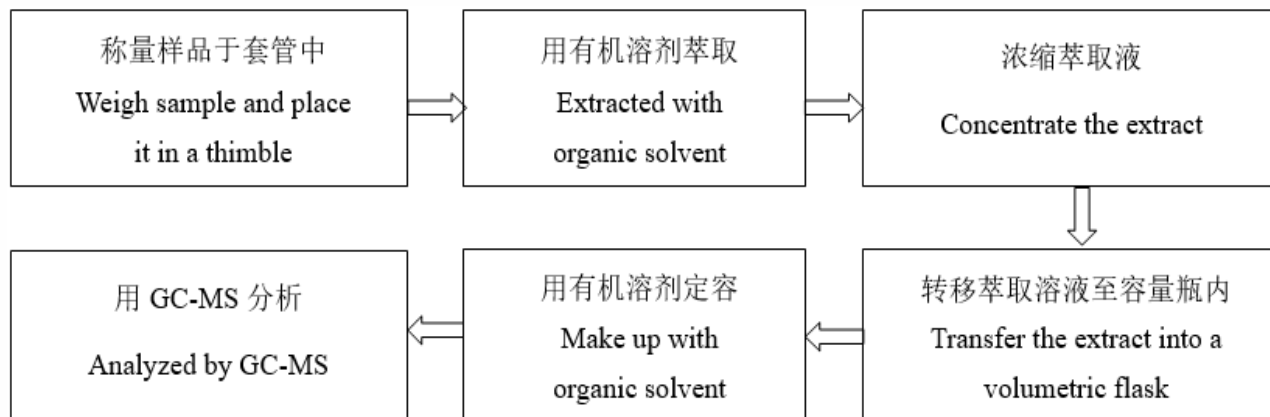 称量样品于套管中
Weigh sample and place
it in a thimble
用有机溶剂萃取
Extracted with
organic solvent
浓缩萃取液
Concentrate the extract
转移萃取溶液至容量瓶内
Transfer the extract into a
volumetric flask
用有机溶剂定容
Make up with
organic solvent
用 GC-MS 分析
Analyzed by GC-MS